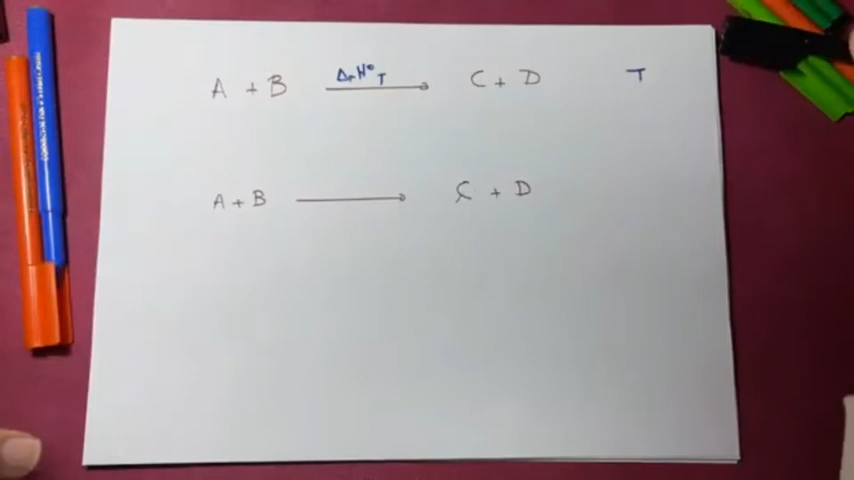 A + B ΔrH°T → C + D T
A + B → C + D